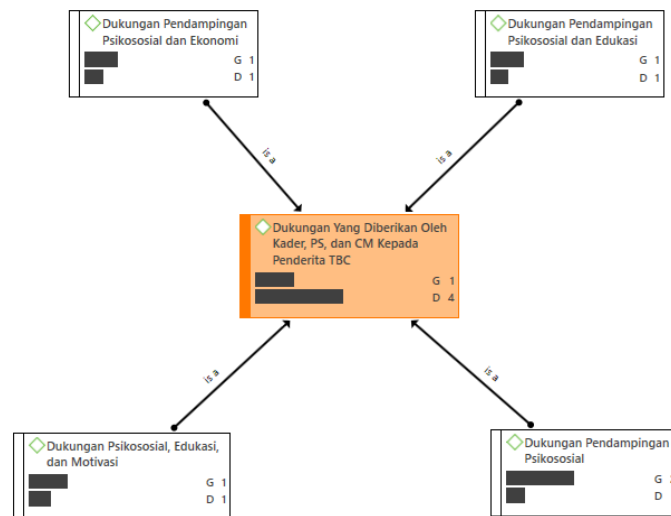 Dukungan Pendampingan
Psikososial dan Ekonomi
G 1
D 1
Dukungan Pendampingan
Psikososial dan Edukasi
G 1
D 1
is a
is a
Dukungan Yang Diberikan Oleh
Kader, PS, dan CM Kepada
Penderita TBC
G 1
D 4
is a
is a
Dukungan Psikososial, Edukasi,
dan Motivasi
G 1
D 1
Dukungan Pendampingan
Psikososial
G
D